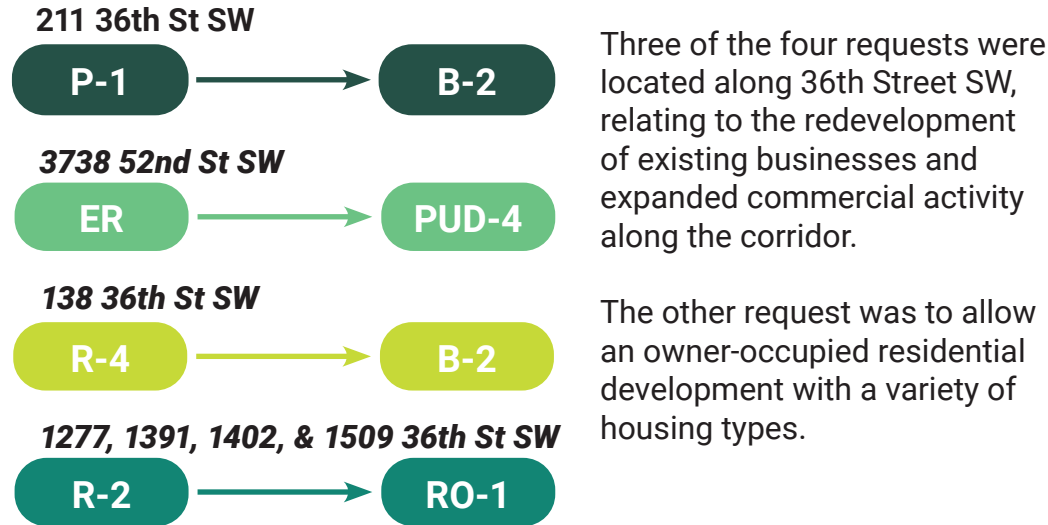 211 36th St SW
P-1
B-2
3738 52nd St SW
ER
PUD-4
138 36th St SW
R-4
B-2
1277, 1391, 1402, & 1509 36th St SW
R-2
RO-1
Three of the four requests were
located along 36th Street SW,
relating to the redevelopment
of existing businesses and
expanded commercial activity
along the corridor.
The other request was to allow
an owner-occupied residential
development with a variety of
housing types.